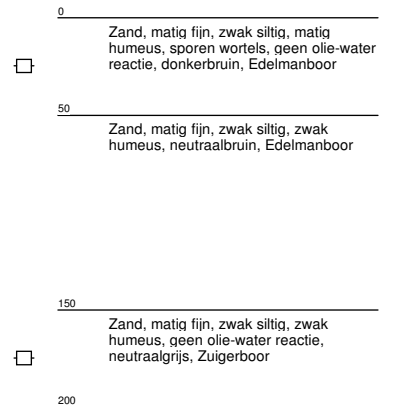 0
Zand, matig fijn, zwak siltig, matig
humeus, sporen wortels, geen olie-water
reactie, donkerbruin, Edelmanboor
50
Zand, matig fijn, zwak siltig, zwak
humeus, neutraalbruin, Edelmanboor
150
Zand, matig fijn, zwak siltig, zwak
humeus, geen olie-water reactie,
neutraalgrijs, Zuigerboor
200